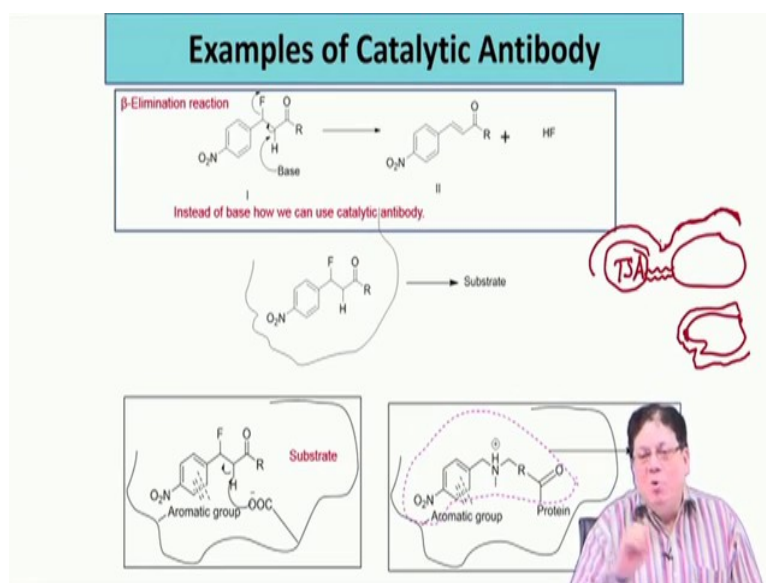 Examples of Catalytic Antibody
β-Elimination reaction
F O
R
H
O₂N
Base
I
O
R + HF
O₂N
II
Instead of base how we can use catalytic antibody.
F O
R
H
O₂N
Substrate
TSA
F O
R
H
O₂N
Substrate
Aromatic group
⁻OOC
⊕
H
N
R
O
O₂N
Aromatic group
Protein